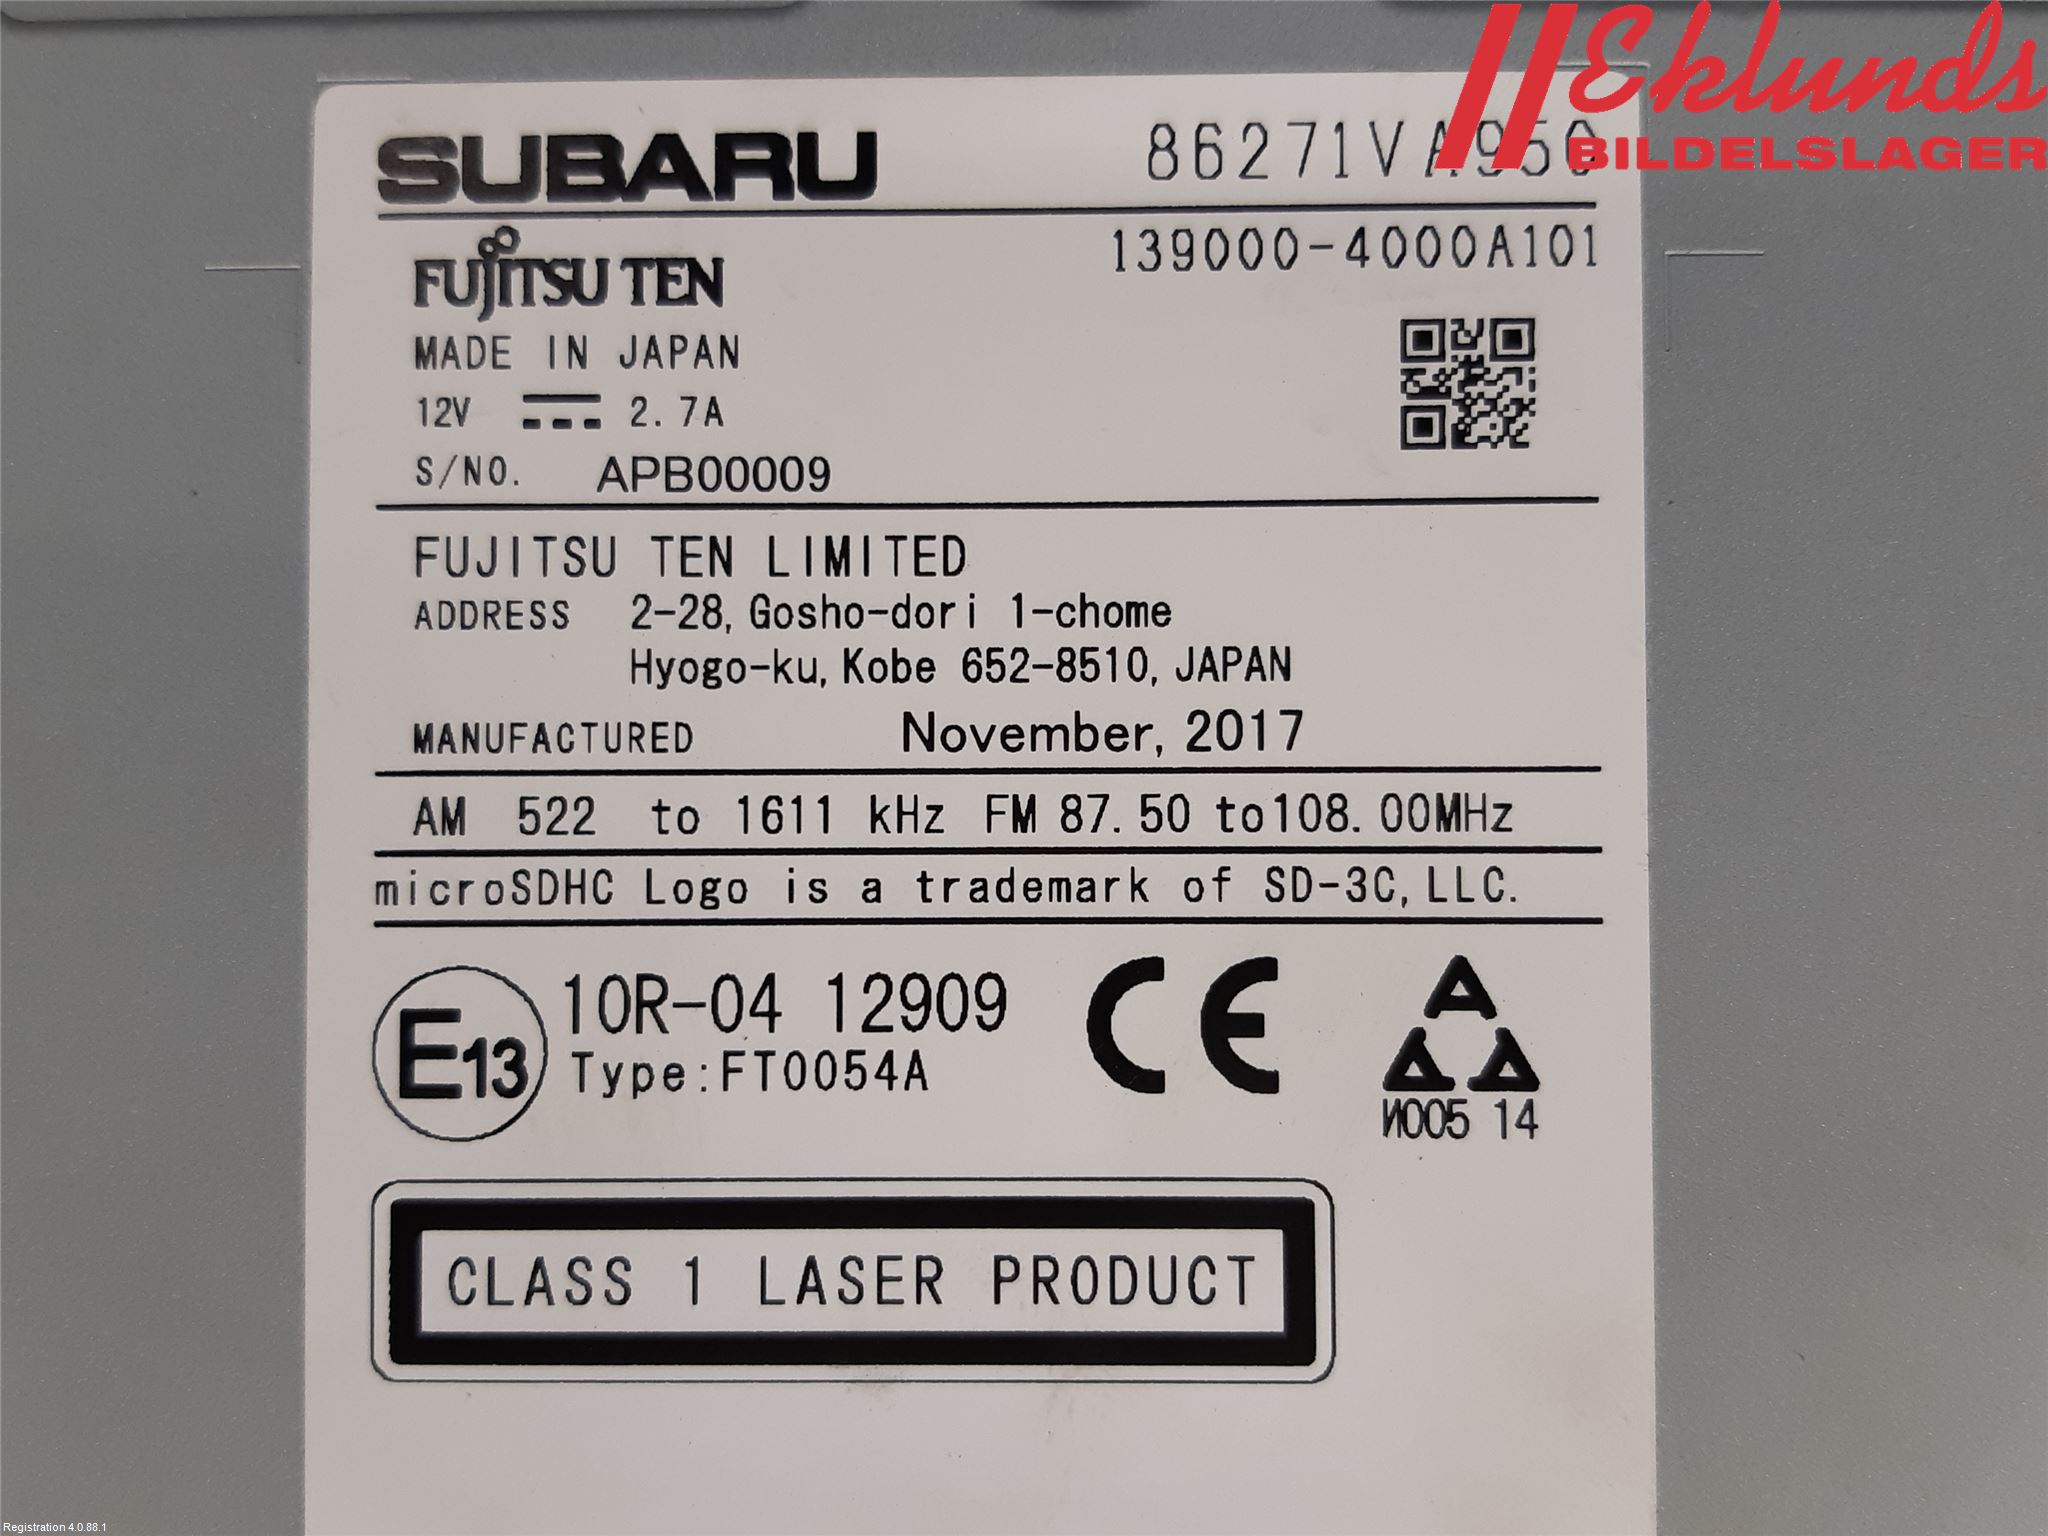 Eklunds
BILDELSLAGER
SUBARU 86271VA950
FUJITSU TEN 139000-4000A101
MADE IN JAPAN
12V 2.7A
S/NO. APB00009
FUJITSU TEN LIMITED
ADDRESS 2-28, Gosho-dori 1-chome
Hyogo-ku, Kobe 652-8510, JAPAN
MANUFACTURED November, 2017
AM 522 to 1611 kHz FM 87.50 to 108.00MHz
microSDHC Logo is a trademark of SD-3C, LLC.
E13 10R-04 12909 CE A
Type:FT0054A
И005 14
CLASS 1 LASER PRODUCT
Registration 4.0.88.1